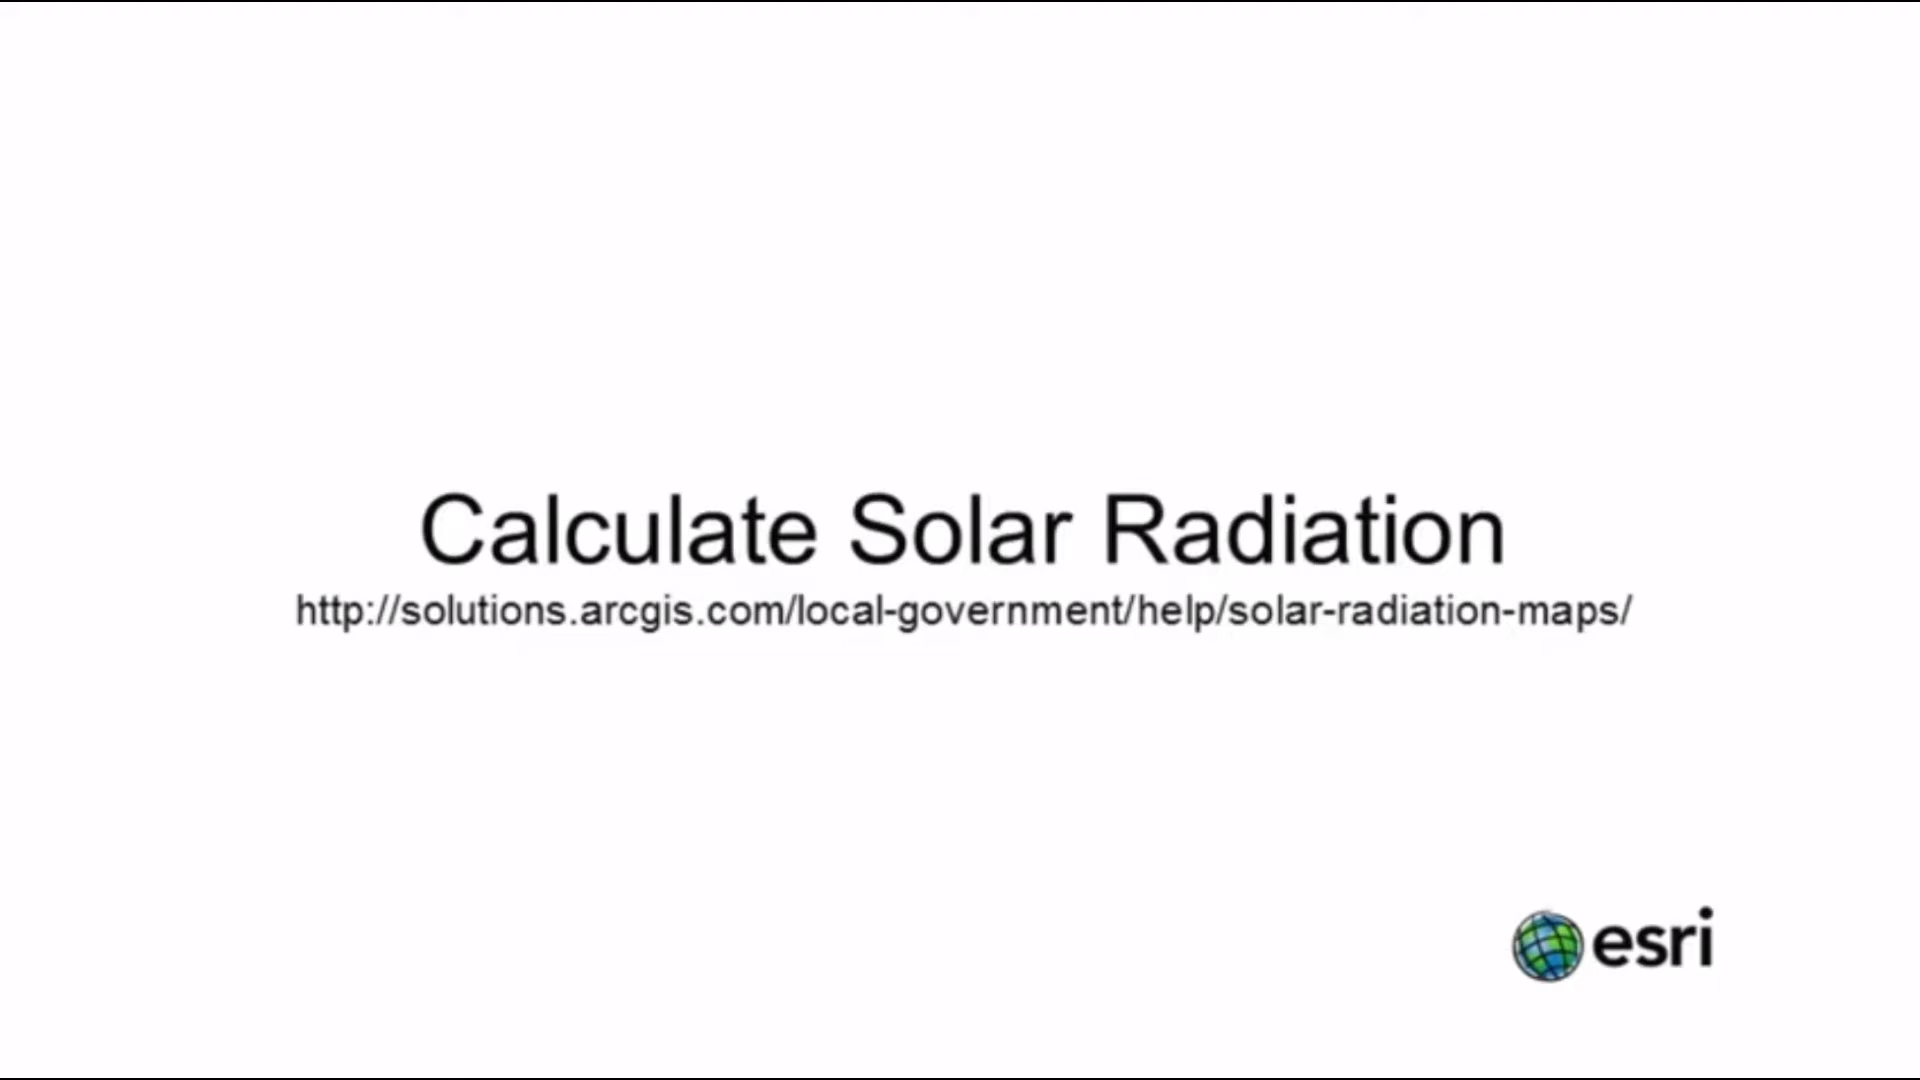 Calculate Solar Radiation
http://solutions.arcgis.com/local-government/help/solar-radiation-maps/
esri